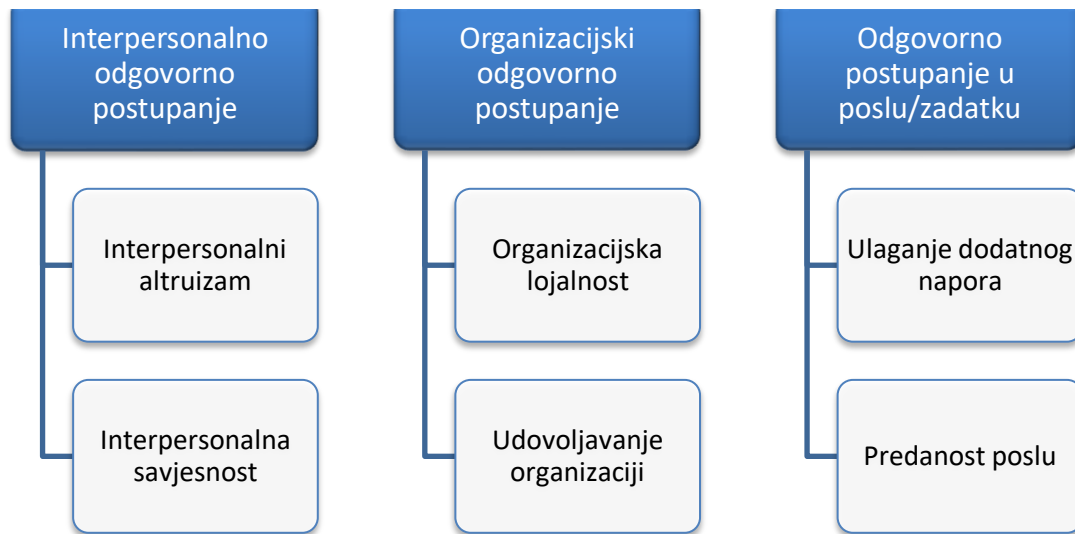 Interpersonalno
odgovorno
postupanje
Interpersonalni
altruizam
Interpersonalna
savjesnost
Organizacijski
odgovorno
postupanje
Organizacijska
lojalnost
Udovoljavanje
organizaciji
Odgovorno
postupanje u
poslu/zadatku
Ulaganje dodatnog
napora
Predanost poslu